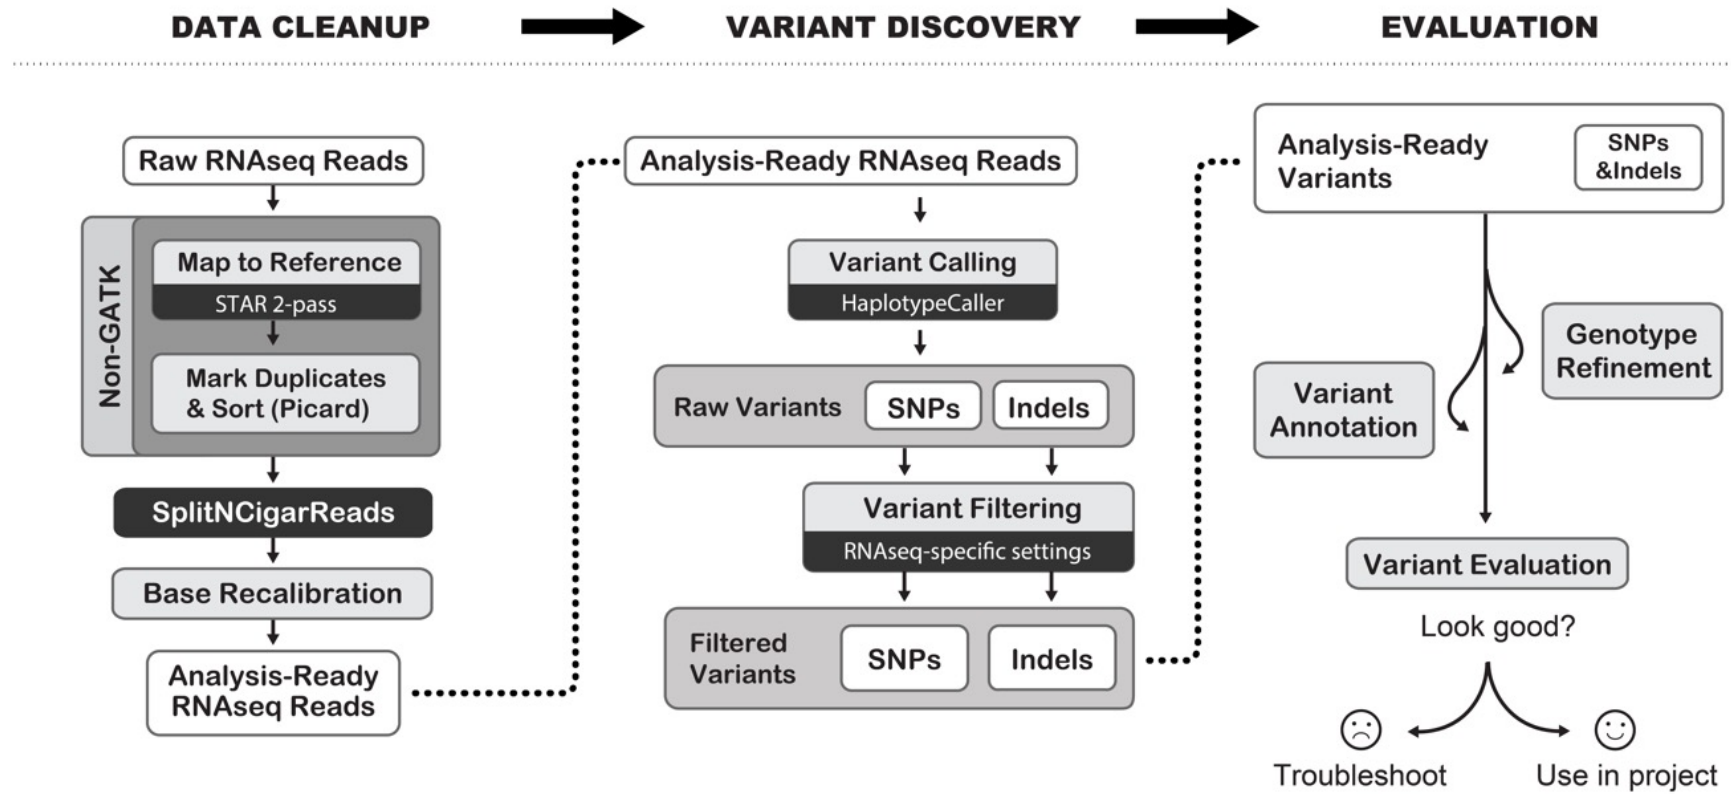 DATA CLEANUP
VARIANT DISCOVERY
EVALUATION
Raw RNAseq Reads
Non-GATK
Map to Reference
STAR 2-pass
Mark Duplicates
& Sort (Picard)
SplitNCigarReads
Base Recalibration
Analysis-Ready
RNAseq Reads
Analysis-Ready RNAseq Reads
Variant Calling
HaplotypeCaller
Raw Variants
SNPs
Indels
Variant Filtering
RNAseq-specific settings
Filtered
Variants
SNPs
Indels
Analysis-Ready
Variants
SNPs
&Indels
Genotype
Refinement
Variant
Annotation
Variant Evaluation
Look good?
Troubleshoot
Use in project